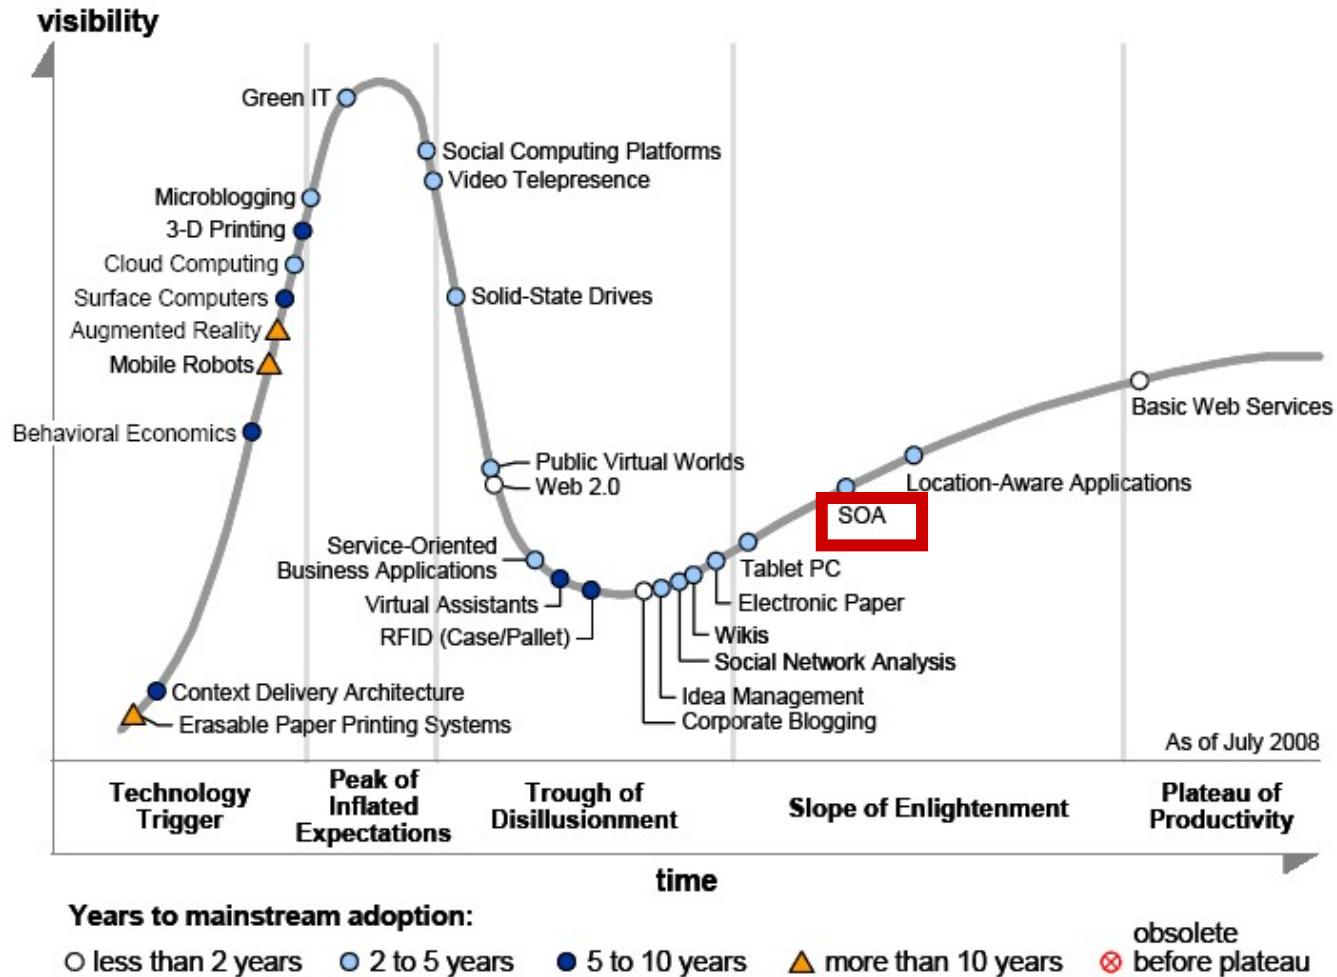 visibility
Green IT
Social Computing Platforms
Video Telepresence
Microblogging
3-D Printing
Cloud Computing
Surface Computers
Solid-State Drives
Augmented Reality
Mobile Robots
Basic Web Services
Behavioral Economics
Public Virtual Worlds
Web 2.0
Location-Aware Applications
SOA
Service-Oriented
Business Applications
Tablet PC
Virtual Assistants
Electronic Paper
RFID (Case/Pallet)
Wikis
Social Network Analysis
Context Delivery Architecture
Idea Management
Erasable Paper Printing Systems
Corporate Blogging
As of July 2008
Technology
Trigger
Peak of
Inflated
Expectations
Trough of
Disillusionment
Slope of Enlightenment
Plateau of
Productivity
time
Years to mainstream adoption:
less than 2 years
2 to 5 years
5 to 10 years
more than 10 years
obsolete
before plateau